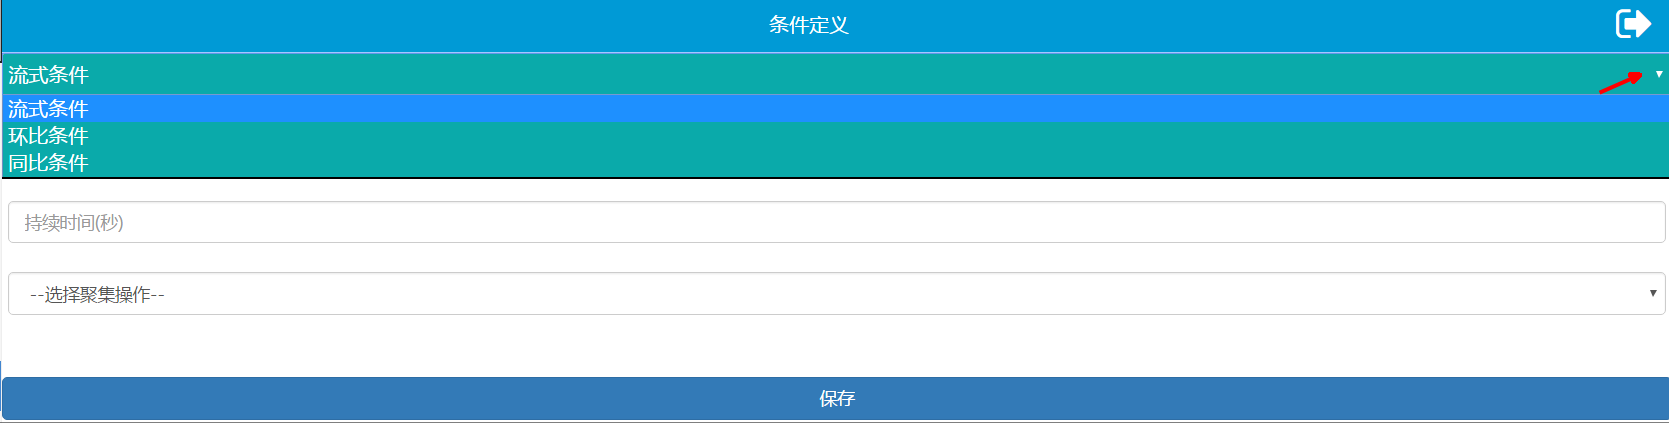 条件定义
流式条件
流式条件
环比条件
同比条件
持续时间(秒)
--选择聚集操作--
保存